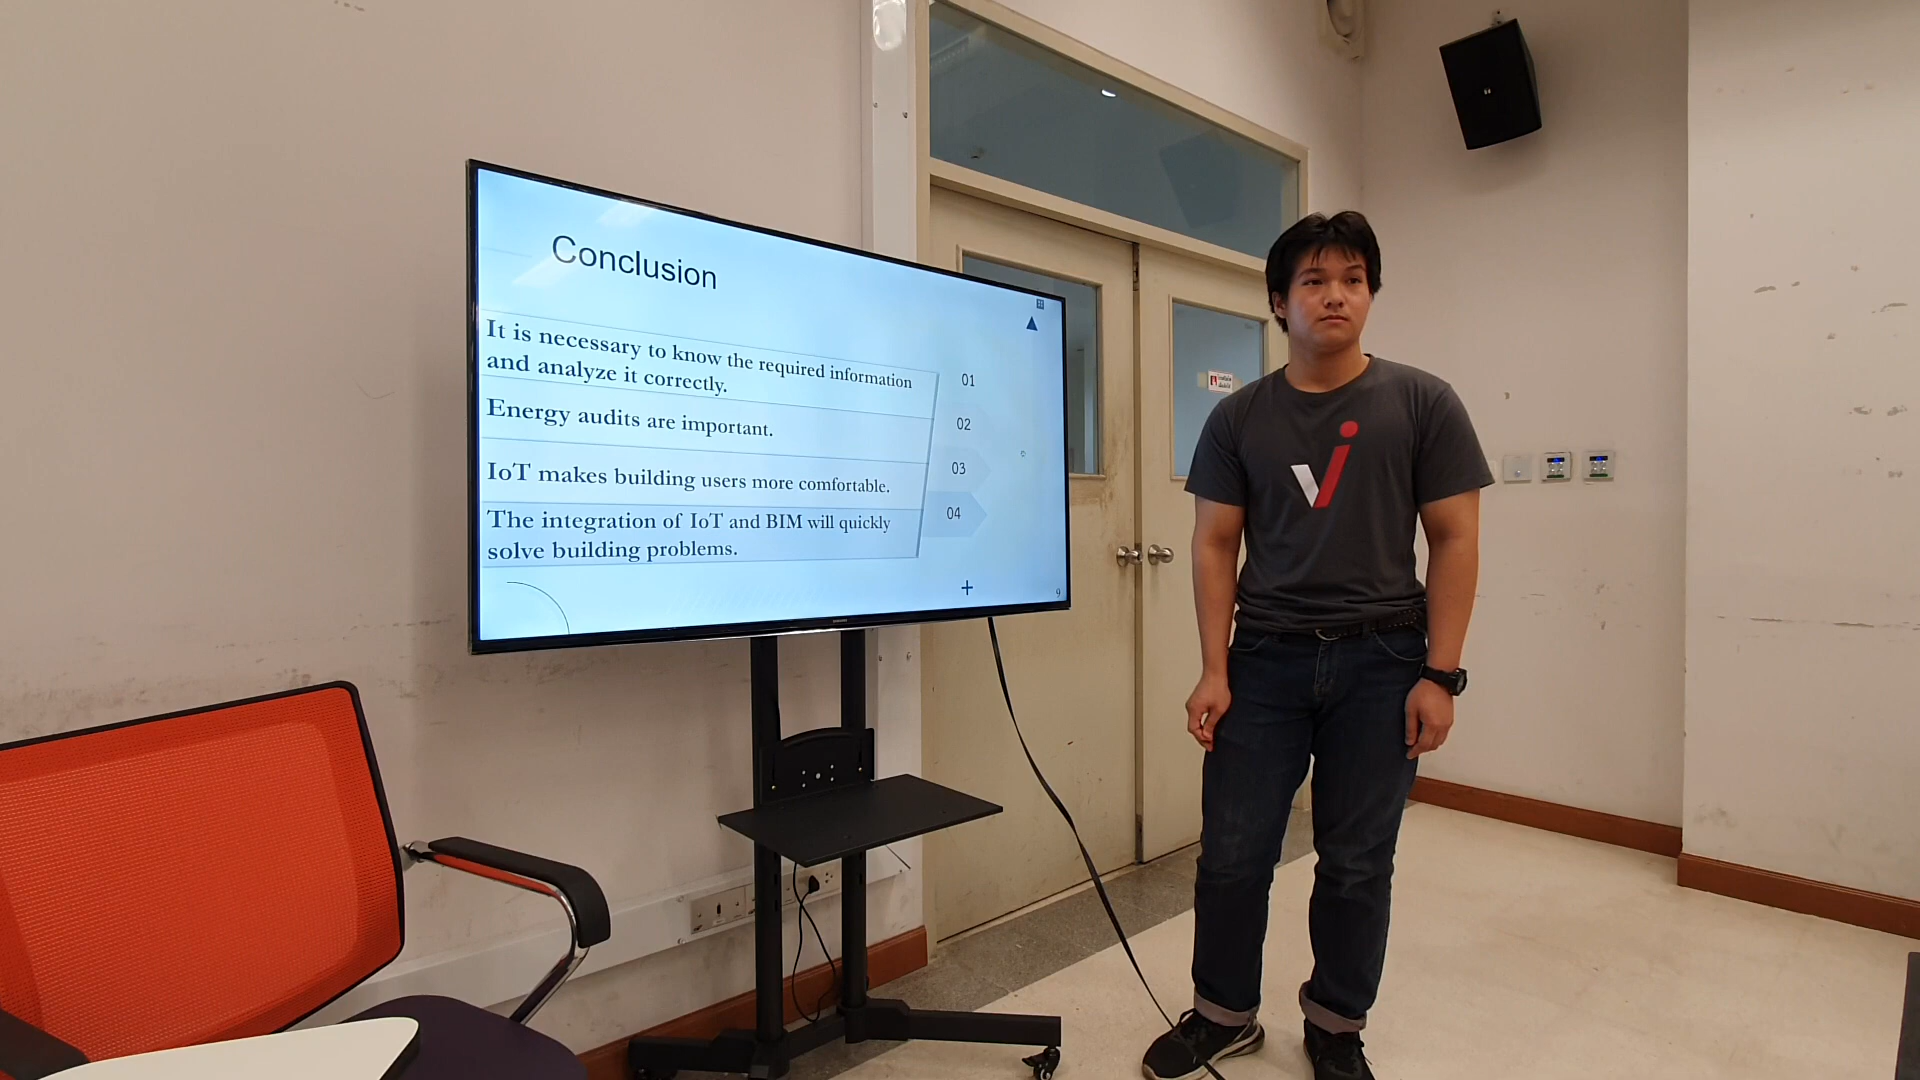 Conclusion
It is necessary to know the required information
and analyze it correctly.
01
Energy audits are important.
02
IoT makes building users more comfortable.
03
The integration of IoT and BIM will quickly
solve building problems.
04
9
SAMSUNG